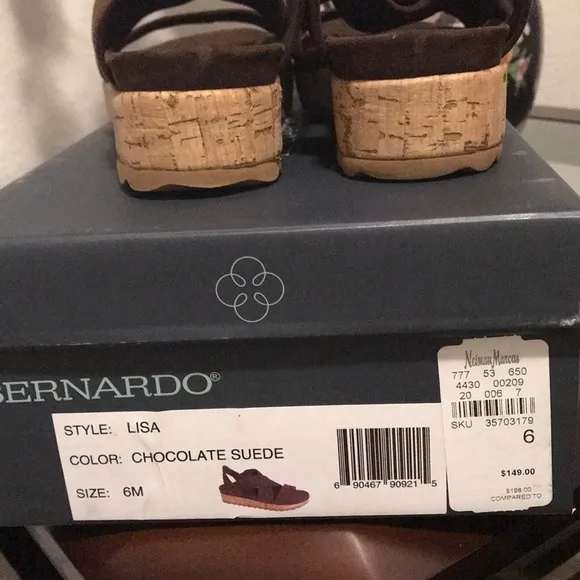 BERNARDO®
STYLE: LISA
COLOR: CHOCOLATE SUEDE
SIZE: 6M
6 90467 90921 5
Neiman Marcus
777 53 650
4430 00209
20 006 7
SKU 35703179
6
$149.00
$198.00
COMPARED TO